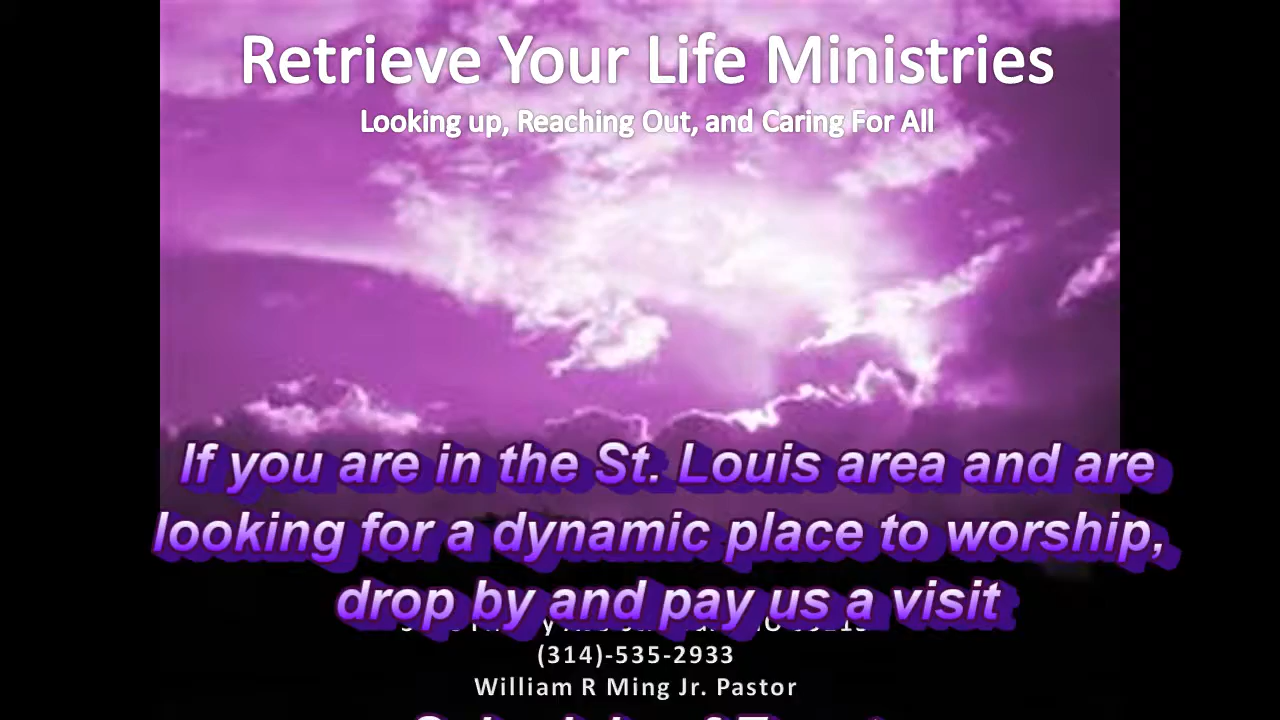 Retrieve Your Life Ministries
Looking up, Reaching Out, and Caring For All
If you are in the St. Louis area and are
looking for a dynamic place to worship,
drop by and pay us a visit
(314)-535-2933
William R Ming Jr. Pastor